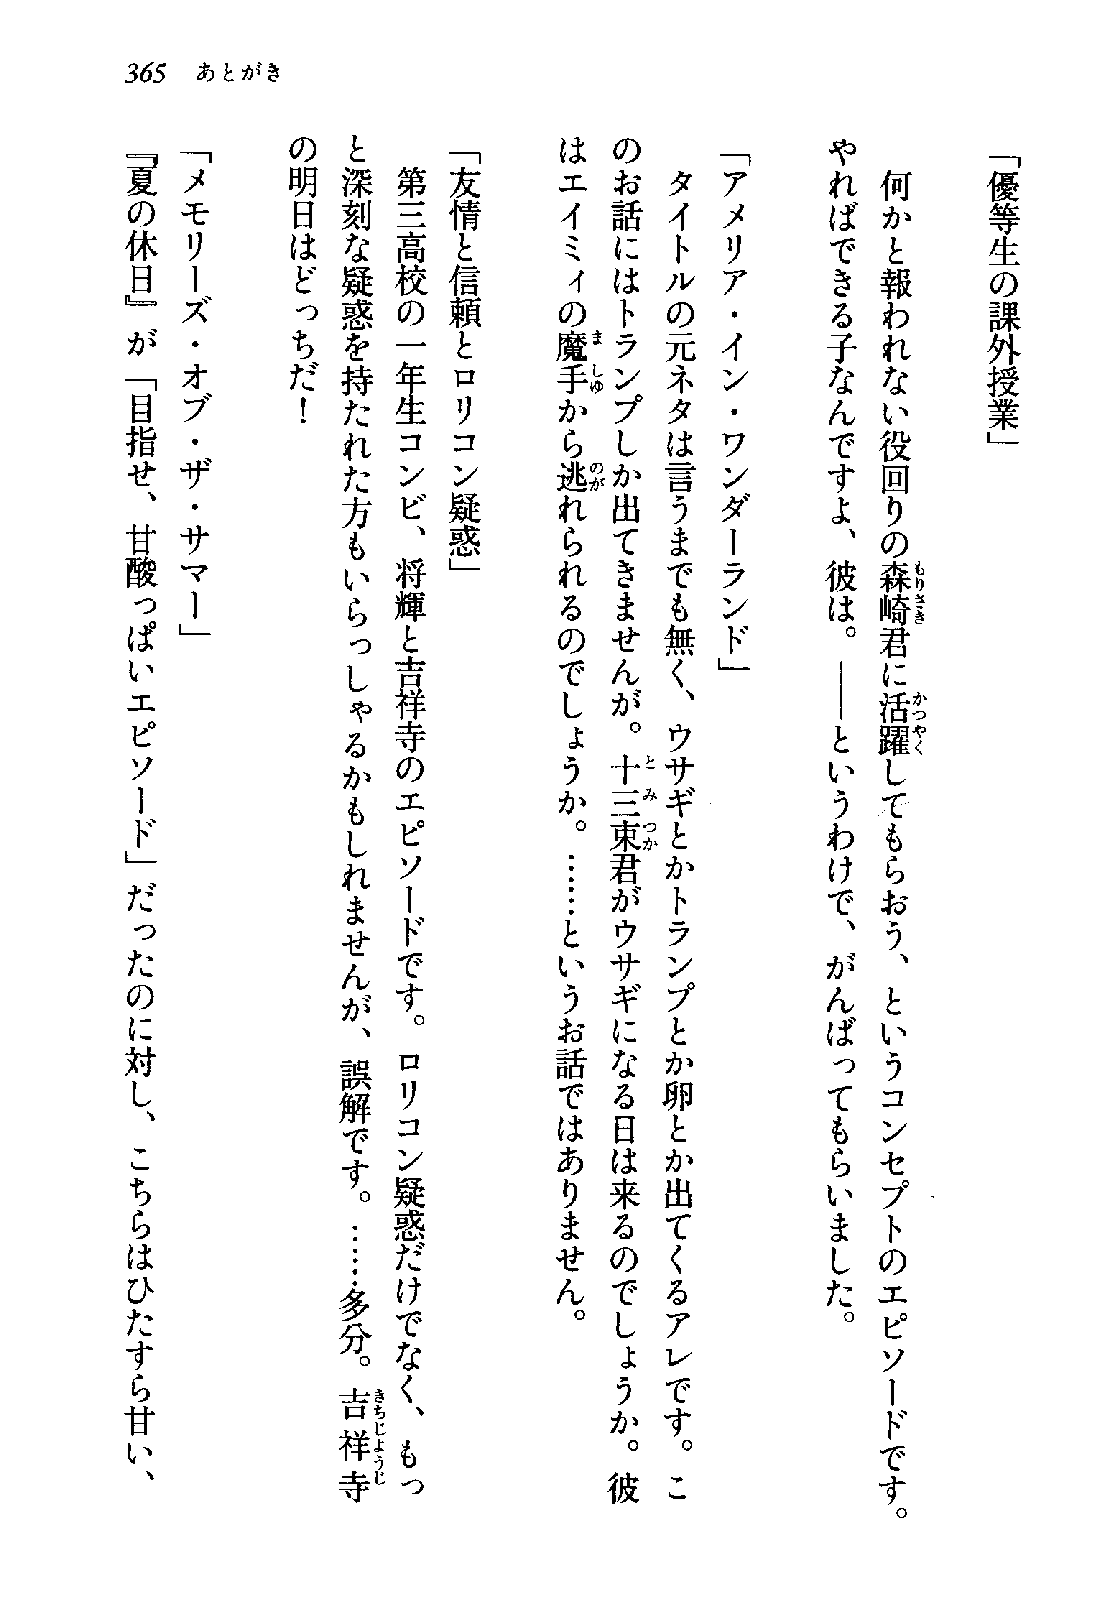 365 あとがき
「優等生の課外授業」
何かと報われない役回りの森崎君に活躍してもらおう、というコンセプトのエピソードです。
やればできる子なんですよ、彼は。――というわけで、がんばってもらいました。
「アメリア・イン・ワンダーランド」
タイトルの元ネタは言うまでも無く、ウサギとかトランプとか卵とか出てくるアレです。こ
のお話にはトランプしか出てきませんが。十三束君がウサギになる日は来るのでしょうか。彼
はエイミィの魔手から逃れられるのでしょうか。……というお話ではありません。
「友情と信頼とロリコン疑惑」
第三高校の一年生コンビ、将輝と吉祥寺のエピソードです。ロリコン疑惑だけでなく、もっ
と深刻な疑惑を持たれた方もいらっしゃるかもしれませんが、誤解です。……多分。吉祥寺
の明日はどっちだ！
「メモリーズ・オブ・ザ・サマー」
『夏の休日』が「目指せ、甘酸っぱいエピソード」だったのに対し、こちらはひたすら甘い、